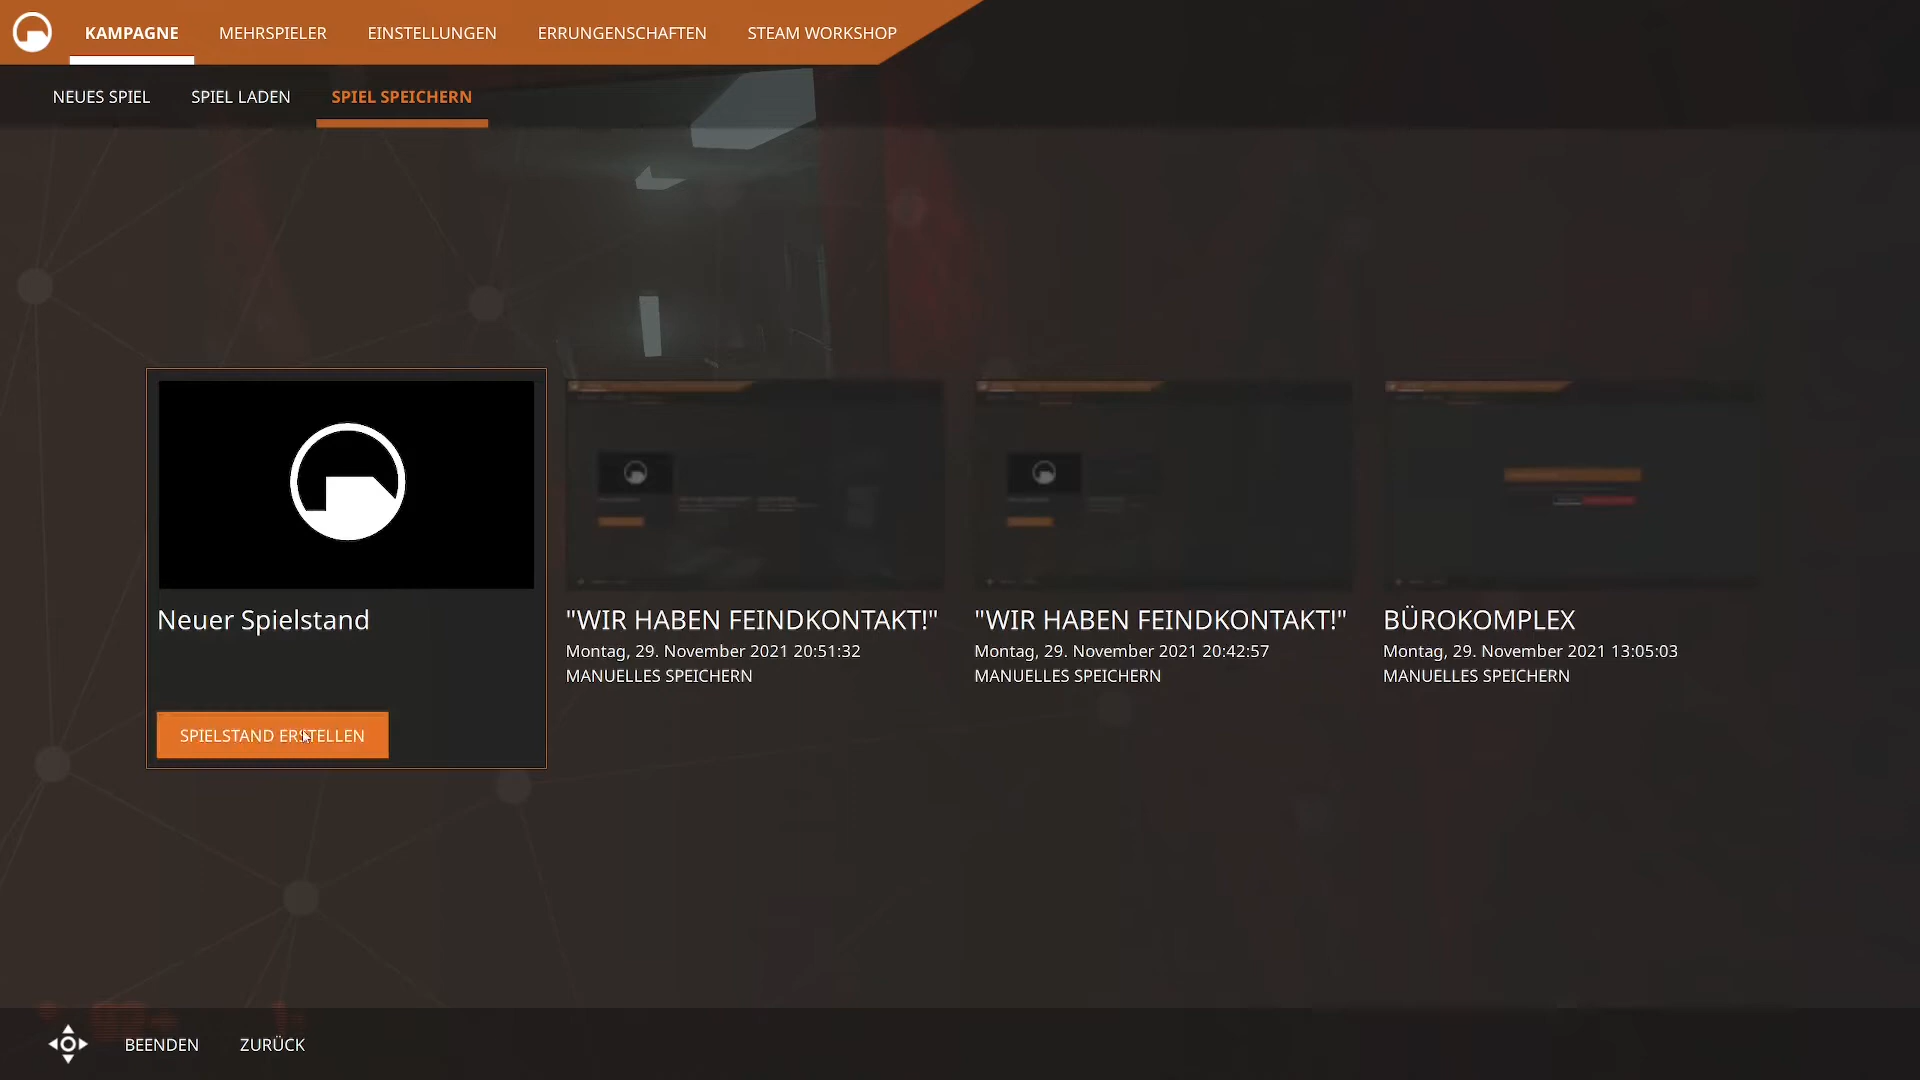 KAMPAGNE MEHRSPIELER EINSTELLUNGEN ERRUNGENSCHAFTEN STEAM WORKSHOP
NEUES SPIEL SPIEL LADEN SPIEL SPEICHERN
Neuer Spielstand
SPIELSTAND ERSTELLEN
"WIR HABEN FEINDKONTAKT!"
Montag, 29. November 2021 20:51:32
MANUELLES SPEICHERN
"WIR HABEN FEINDKONTAKT!"
Montag, 29. November 2021 20:42:57
MANUELLES SPEICHERN
BÜROKOMPLEX
Montag, 29. November 2021 13:05:03
MANUELLES SPEICHERN
BEENDEN ZURÜCK